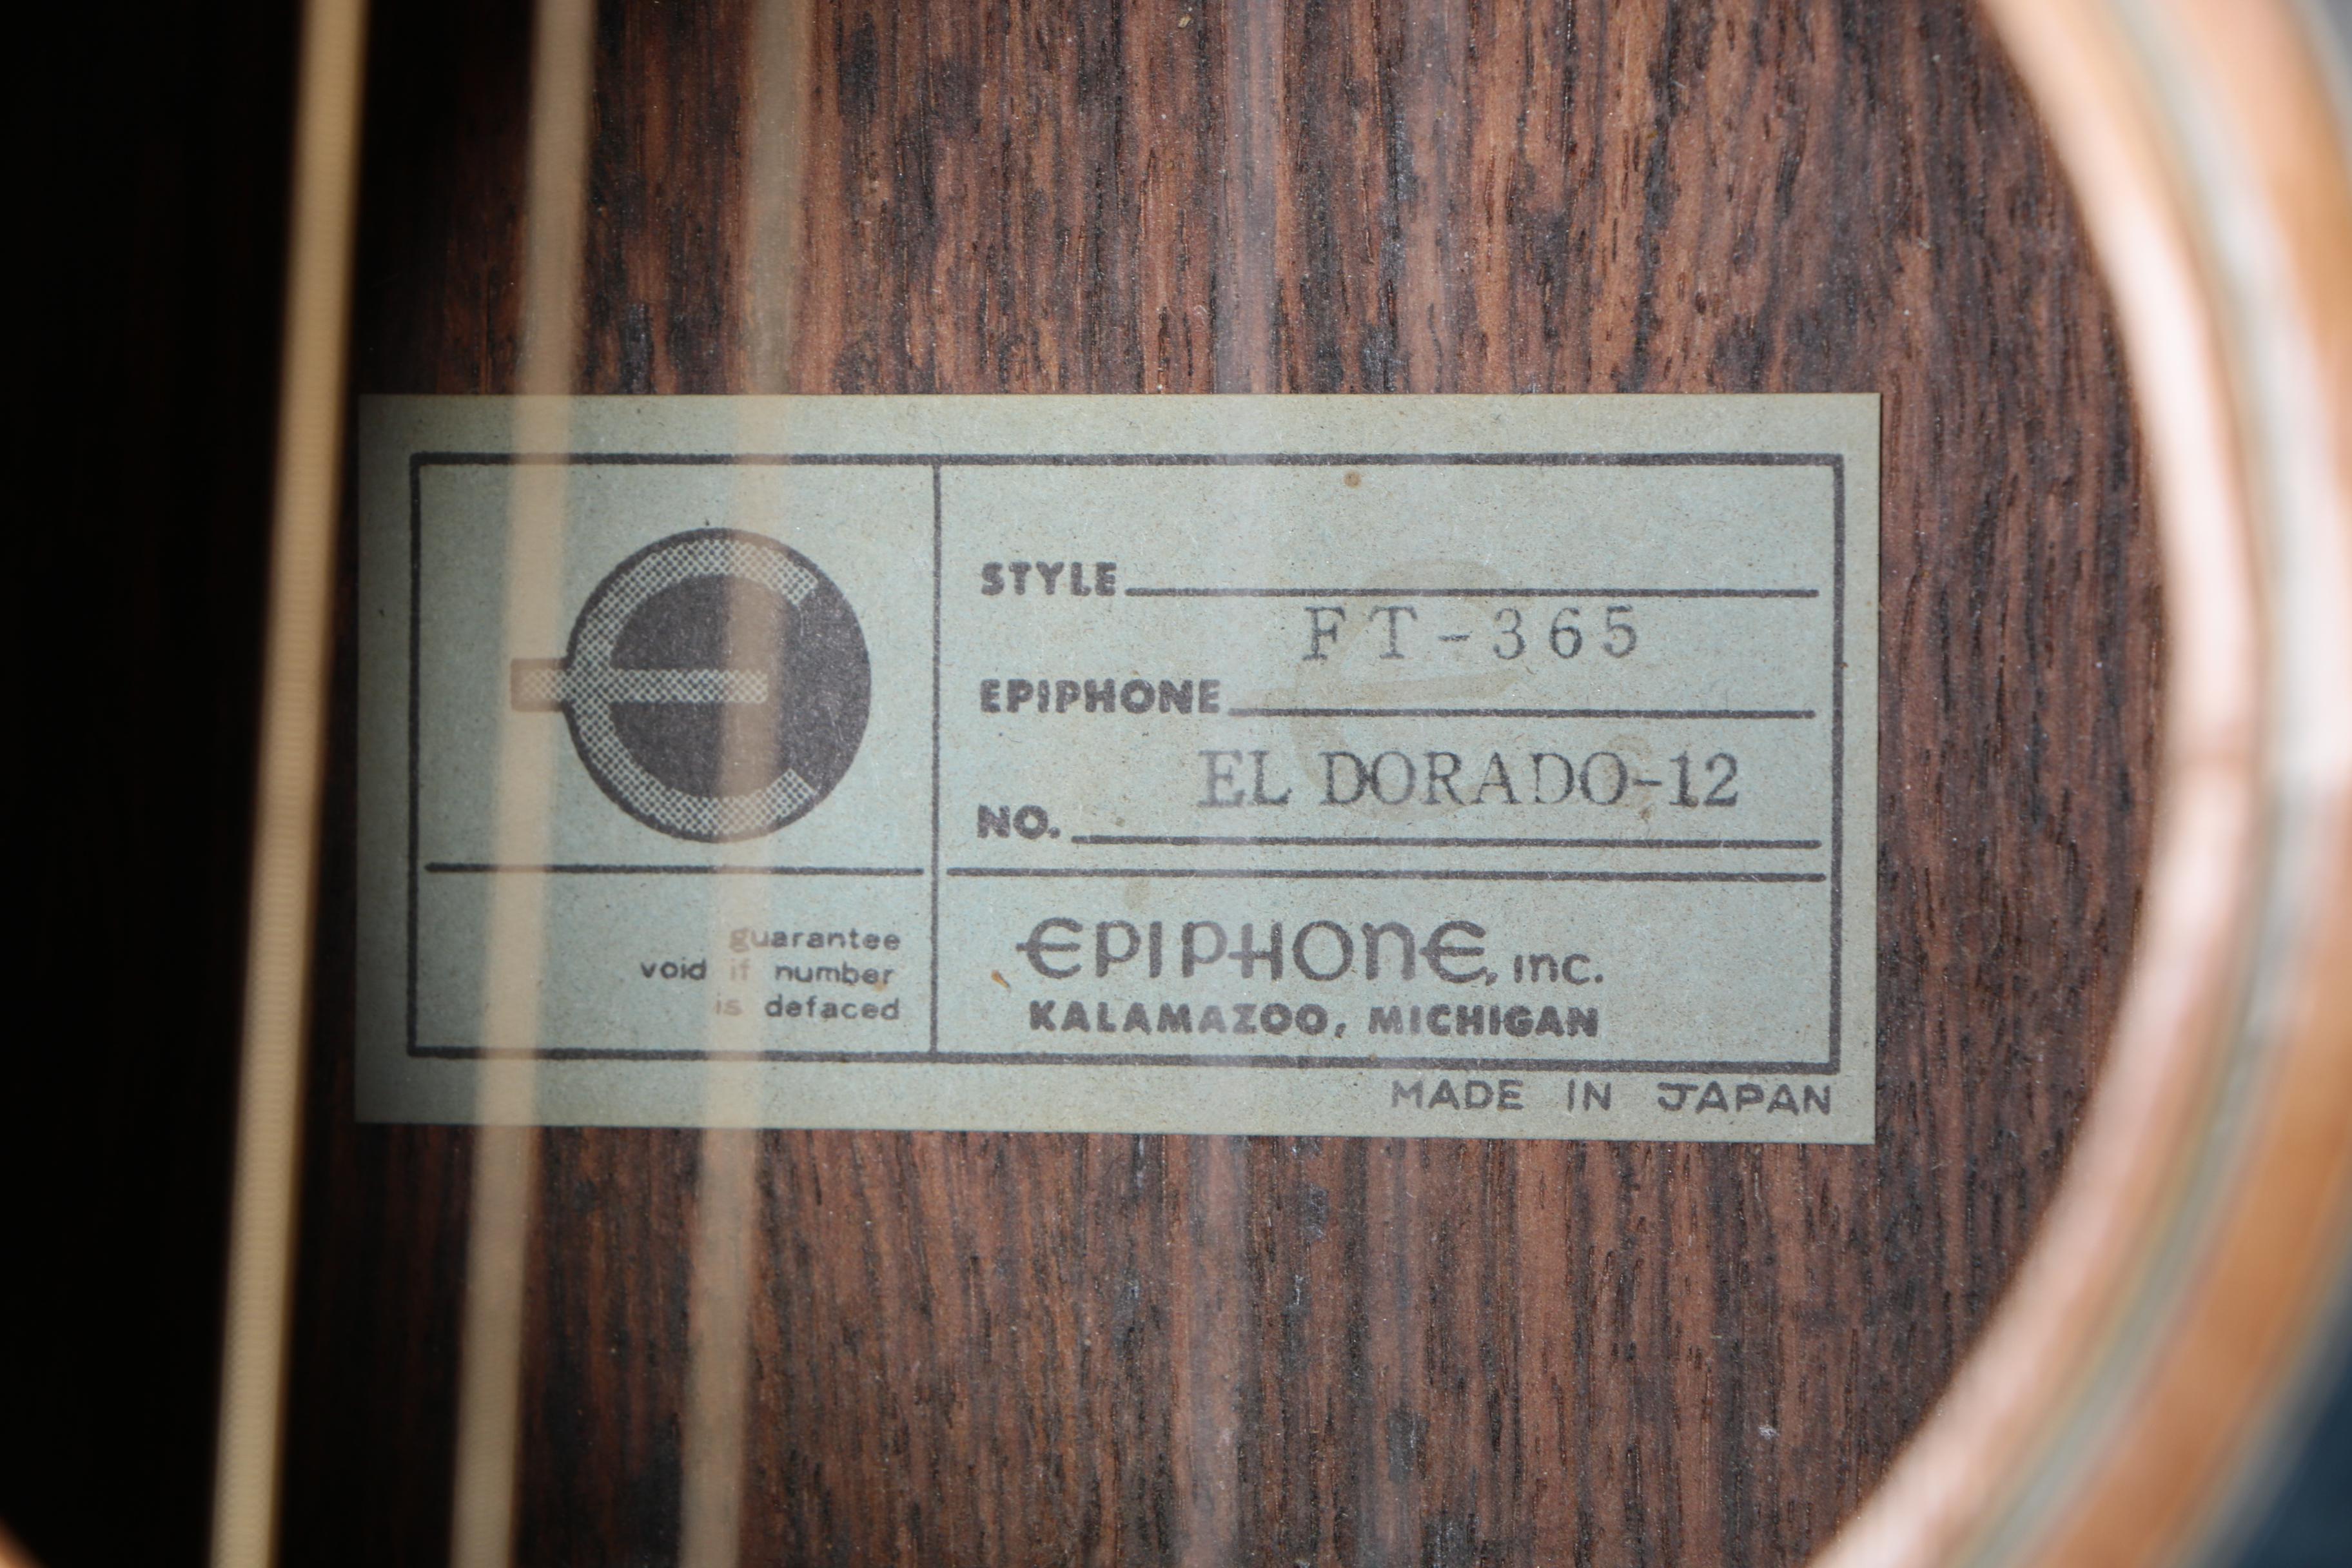 STYLE
FT-365
EPIPHONE
EL DORADO-12
NO.
guarantee
void if number
is defaced
EPIPHONE, inc.
KALAMAZOO, MICHIGAN
MADE IN JAPAN